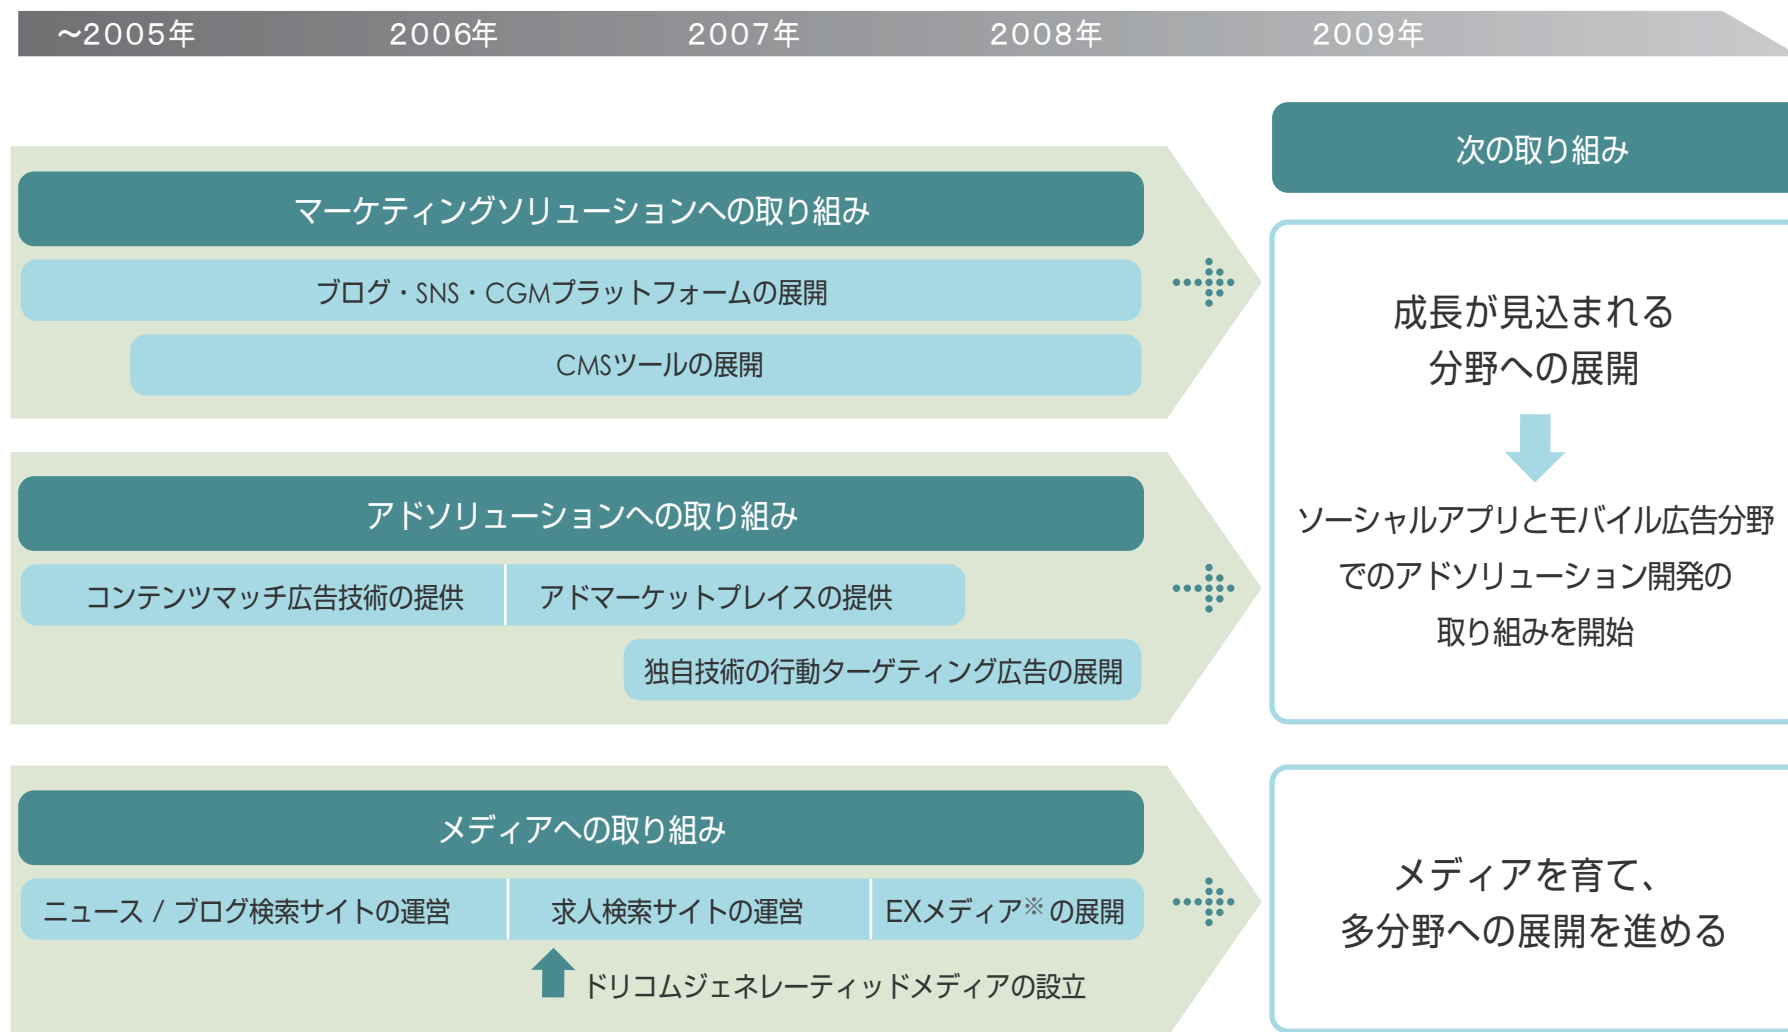 ～2005年
2006年
2007年
2008年
2009年
マーケティングソリューションへの取り組み
ブログ・SNS・CGMプラットフォームの展開
CMSツールの展開
アドソリューションへの取り組み
コンテンツマッチ広告技術の提供
アドマーケットプレイスの提供
独自技術の行動ターゲティング広告の展開
メディアへの取り組み
ニュース / ブログ検索サイトの運営
求人検索サイトの運営
EXメディア※の展開
ドリコムジェネレーティッドメディアの設立
次の取り組み
成長が見込まれる
分野への展開
ソーシャルアプリとモバイル広告分野
でのアドソリューション開発の
取り組みを開始
メディアを育て、
多分野への展開を進める